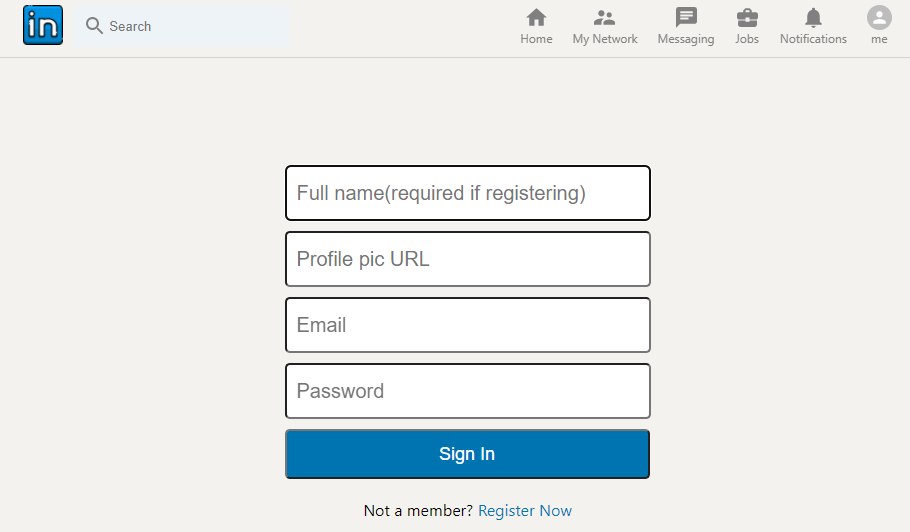 in Search
Home My Network Messaging Jobs Notifications me
Full name(required if registering)
Profile pic URL
Email
Password
Sign In
Not a member? Register Now